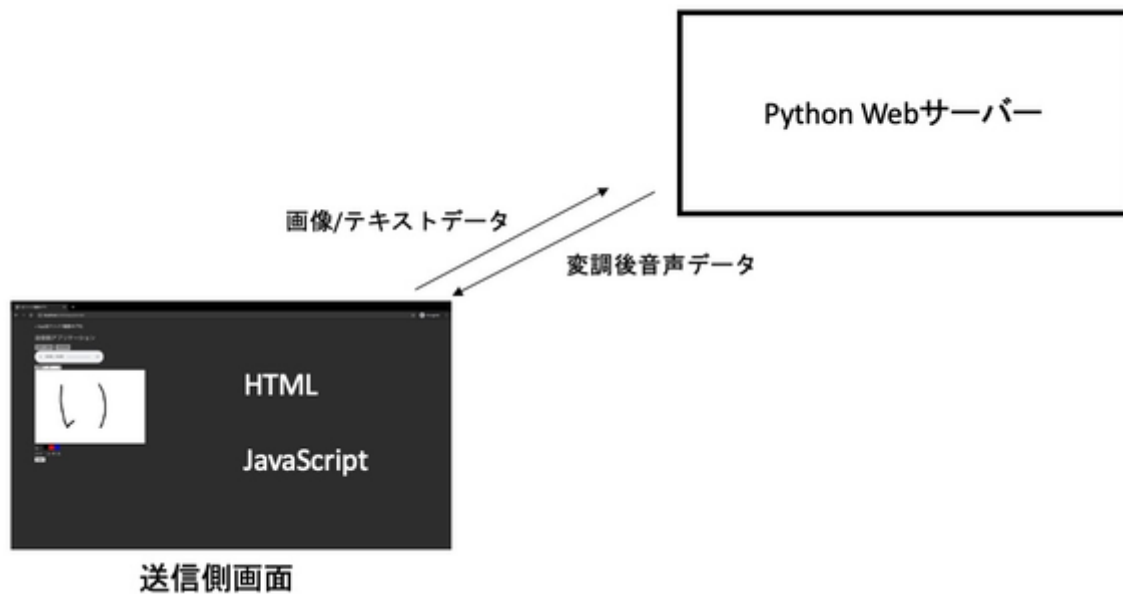 Python Webサーバー
画像/テキストデータ
変調後音声データ
HTML
JavaScript
い
送信側画面